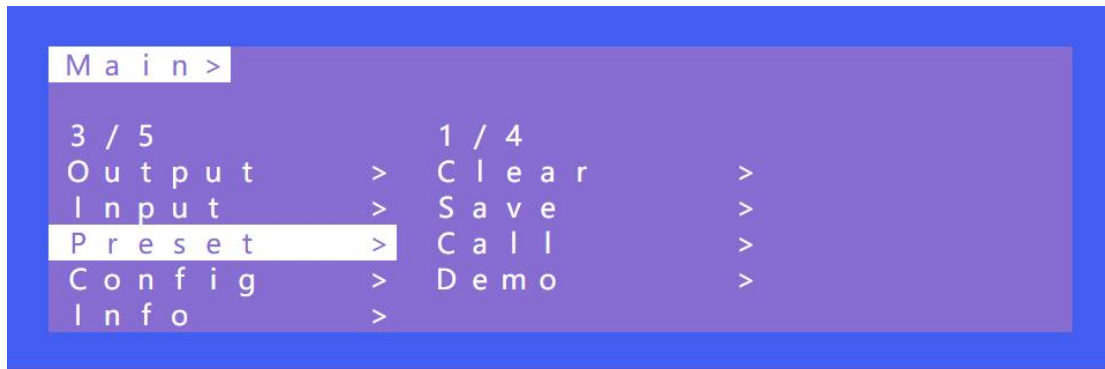 Main>
3/5 1/4
Output > Clear >
Input > Save >
Preset > Call >
Config > Demo >
Info >